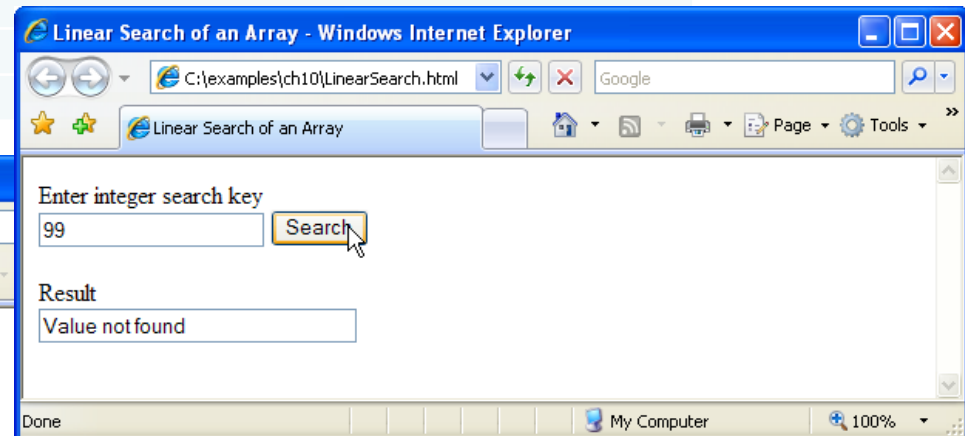 Linear Search of an Array - Windows Internet Explorer
C:\examples\ch10\LinearSearch.html
Google
Linear Search of an Array
Page
Tools
Enter integer search key
99
Search
Result
Value not found
Done
My Computer
100%